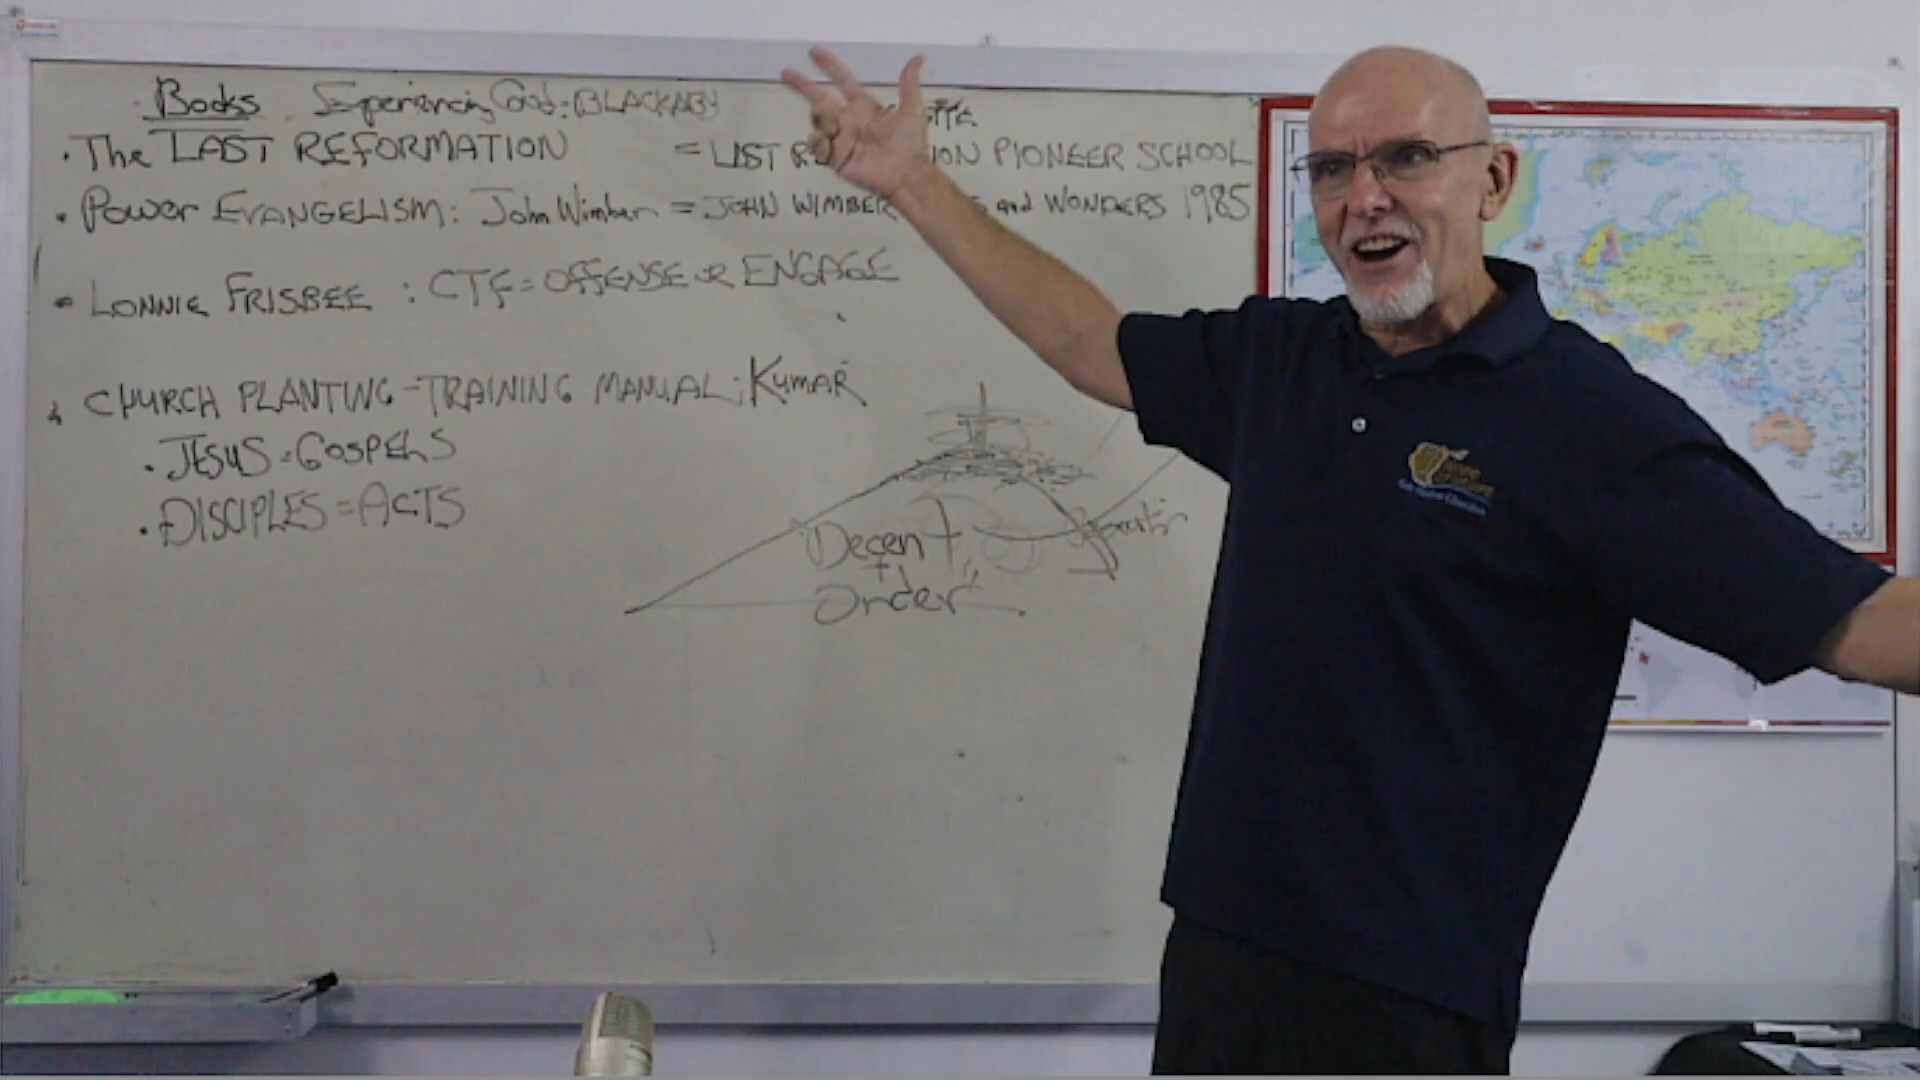 Books Experiencing God: BLACKABY
• The LAST REFORMATION = LIST R ION PIONEER SCHOOL
• Power EVANGELISM: John Wimber = JOHN WIMBER S and WONDERS 1985
• LONNIE FRISBEE : CTF = OFFENSE or ENGAGE
• CHURCH PLANTING - TRAINING MANUAL: KUMAR
• JESUS = GOSPELS
• DISCIPLES = ACTS
Decent
Order